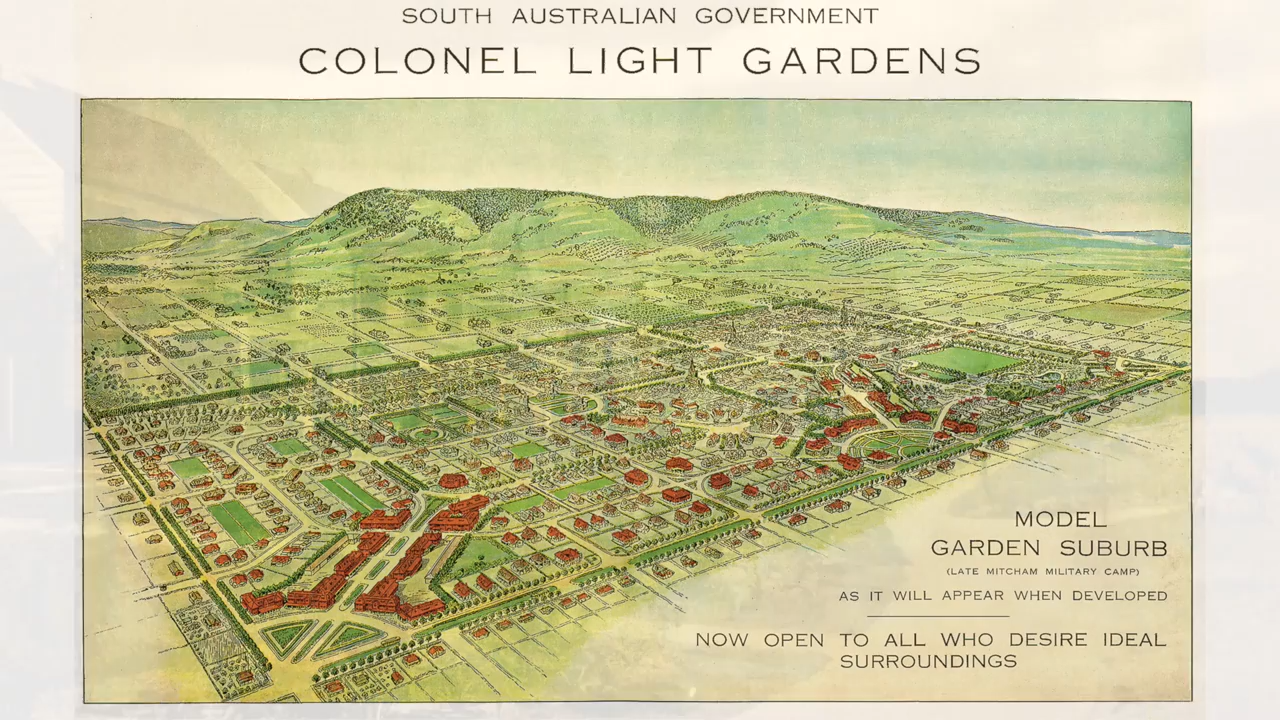 SOUTH AUSTRALIAN GOVERNMENT
COLONEL LIGHT GARDENS
MODEL
GARDEN SUBURB
(LATE MITCHAM MILITARY CAMP)
AS IT WILL APPEAR WHEN DEVELOPED
NOW OPEN TO ALL WHO DESIRE IDEAL
SURROUNDINGS